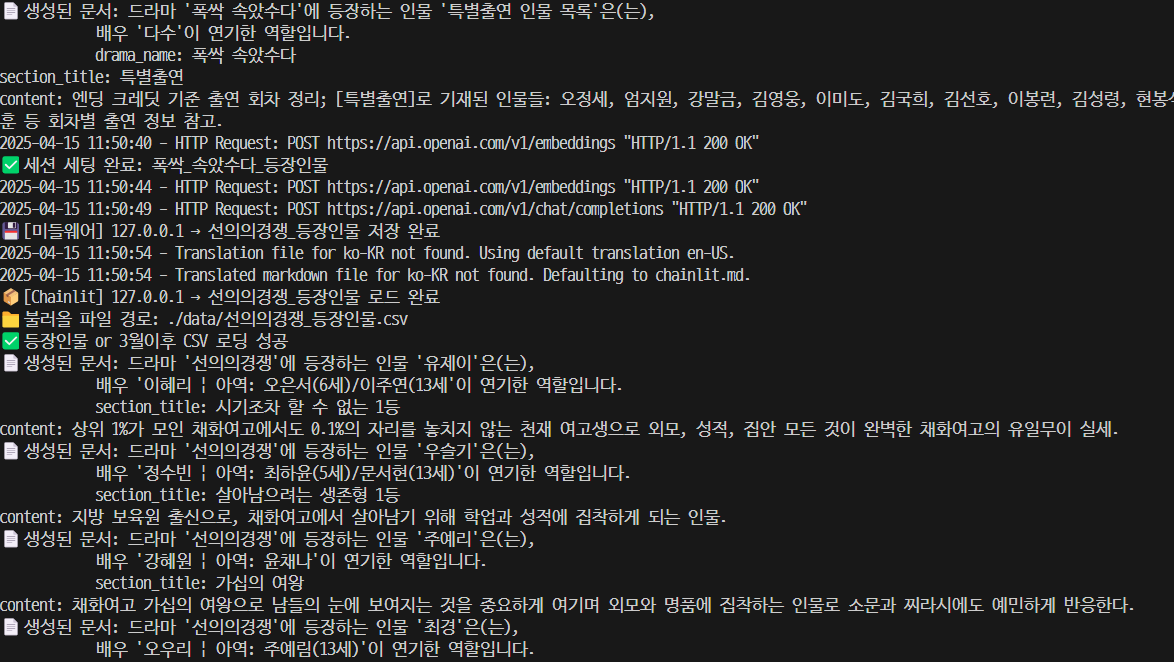 생성된 문서: 드라마 '폭싹 속았수다'에 등장하는 인물 '특별출연 인물 목록'은(는),
배우 '다수'이 연기한 역할입니다.
drama_name: 폭싹 속았수다
section_title: 특별출연
content: 엔딩 크레딧 기준 출연 회차 정리; [특별출연]로 기재된 인물들: 오정세, 엄지원, 강말금, 김영웅, 이미도, 김국희, 김선호, 이봉련, 김성령, 현봉
훈 등 회차별 출연 정보 참고.
2025-04-15 11:50:40 - HTTP Request: POST https://api.openai.com/v1/embeddings "HTTP/1.1 200 OK"
✅ 세션 세팅 완료: 폭싹_속았수다_등장인물
2025-04-15 11:50:44 - HTTP Request: POST https://api.openai.com/v1/embeddings "HTTP/1.1 200 OK"
2025-04-15 11:50:49 - HTTP Request: POST https://api.openai.com/v1/chat/completions "HTTP/1.1 200 OK"
[미들웨어] 127.0.0.1 → 선의의경쟁_등장인물 저장 완료
2025-04-15 11:50:54 - Translation file for ko-KR not found. Using default translation en-US.
2025-04-15 11:50:54 - Translated markdown file for ko-KR not found. Defaulting to chainlit.md.
[Chainlit] 127.0.0.1 → 선의의경쟁_등장인물 로드 완료
불러올 파일 경로: ./data/선의의경쟁_등장인물.csv
✅ 등장인물 or 3월이후 CSV 로딩 성공
생성된 문서: 드라마 '선의의경쟁'에 등장하는 인물 '유제이'은(는),
배우 '이혜리 ¦ 아역: 오은서(6세)/이주연(13세'이 연기한 역할입니다.
section_title: 시기조차 할 수 없는 1등
content: 상위 1%가 모인 채화여고에서도 0.1%의 자리를 놓치지 않는 천재 여고생으로 외모, 성적, 집안 모든 것이 완벽한 채화여고의 유일무이 실세.
생성된 문서: 드라마 '선의의경쟁'에 등장하는 인물 '우슬기'은(는),
배우 '정수빈 ¦ 아역: 최하윤(5세)/문서현(13세)'이 연기한 역할입니다.
section_title: 살아남으려는 생존형 1등
content: 지방 보육원 출신으로, 채화여고에서 살아남기 위해 학업과 성적에 집착하게 되는 인물.
생성된 문서: 드라마 '선의의경쟁'에 등장하는 인물 '주예리'은(는),
배우 '강혜원 ¦ 아역: 윤채나'이 연기한 역할입니다.
section_title: 가십의 여왕
content: 채화여고 가십의 여왕으로 남들의 눈에 보여지는 것을 중요하게 여기며 외모와 명품에 집착하는 인물로 소문과 찌라시에도 예민하게 반응한다.
생성된 문서: 드라마 '선의의경쟁'에 등장하는 인물 '최경'은(는),
배우 '오우리 ¦ 아역: 주예림(13세)'이 연기한 역할입니다.